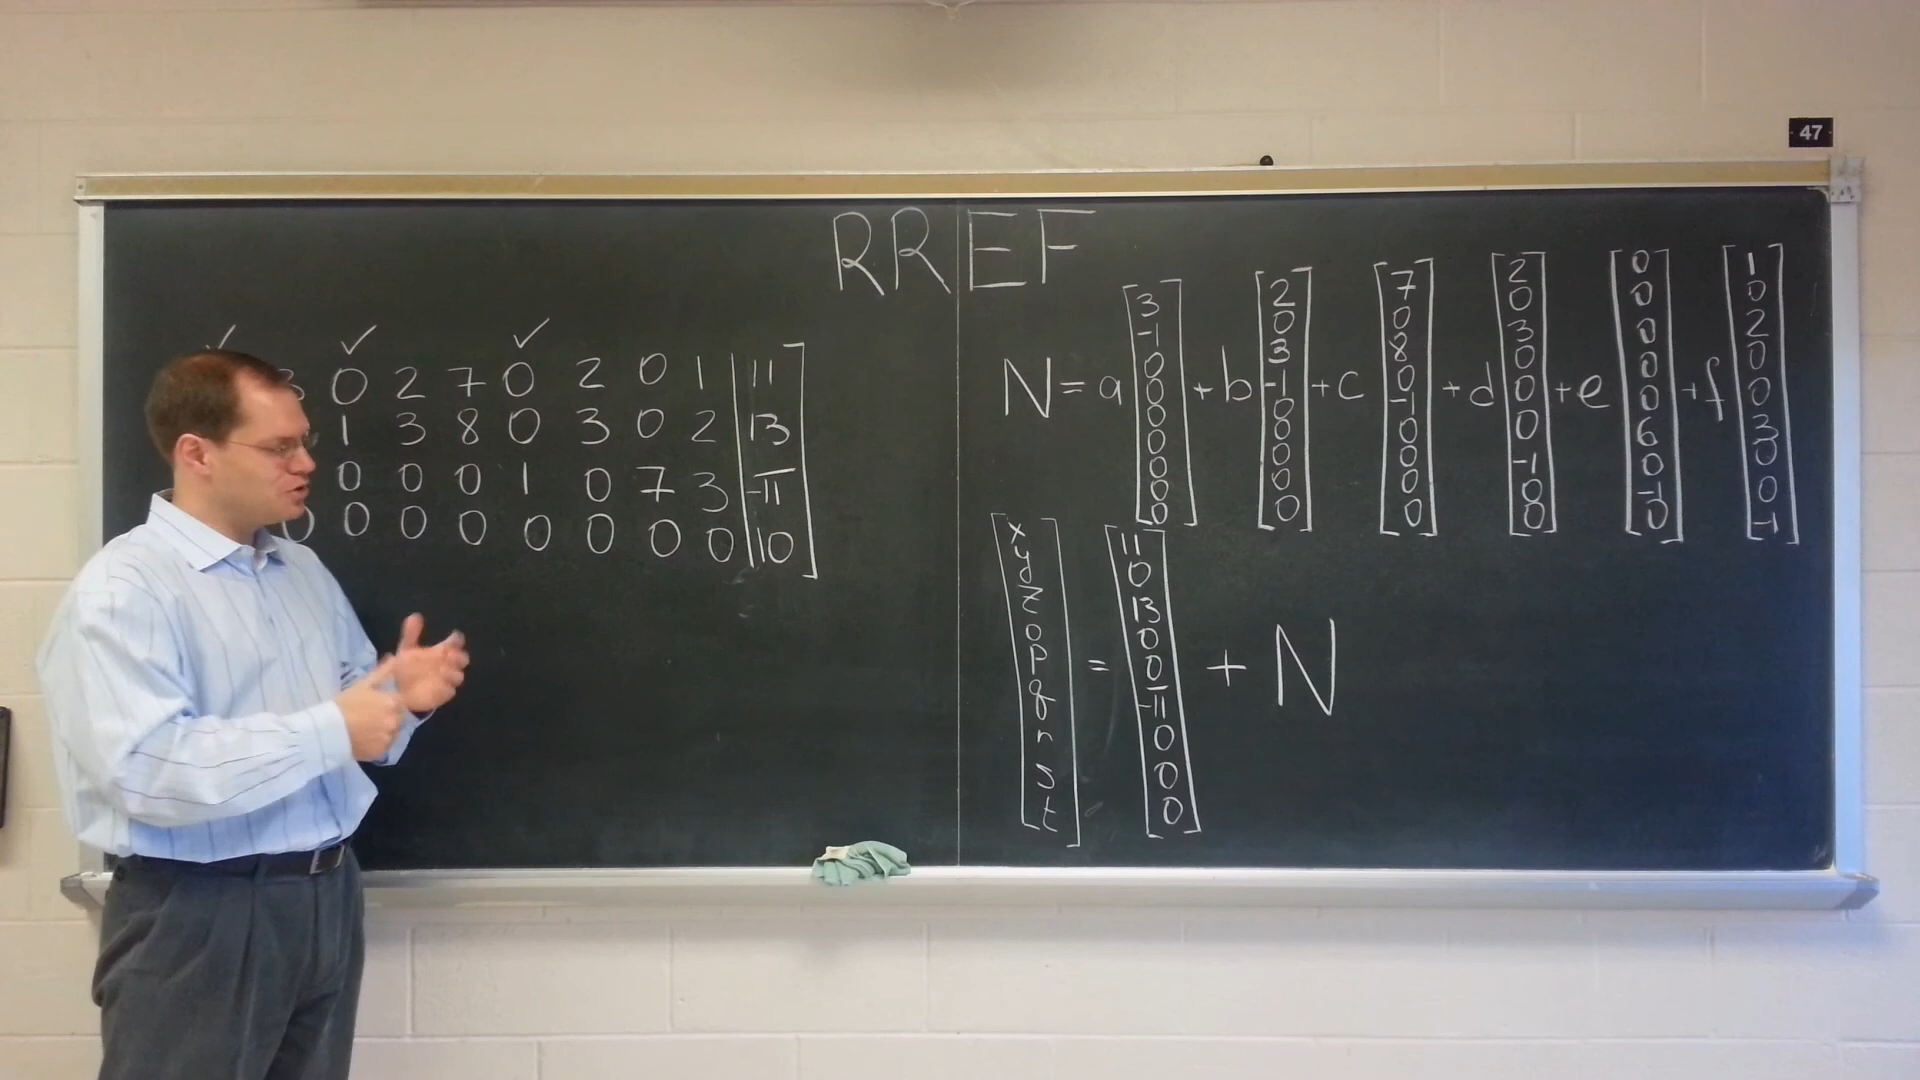 47
RREF
✓ ✓ ✓
3 0 2 7 0 2 0 1 | 11
1 3 8 0 3 0 2 | 13
0 0 0 1 0 7 3 | -π
0 0 0 0 0 0 0 0 | 10
N = a [3 -1 0 0 0 0 0 0 0] + b [2 0 3 -1 0 0 0 0 0] + c [7 0 8 0 -1 0 0 0 0] + d [2 0 3 0 0 0 -1 0 0] + e [0 0 0 0 0 6 0 -1 0] + f [1 0 2 0 0 3 0 0 -1]
[x y z o p q r s t] = [11 0 13 0 0 -π 0 0 0] + N